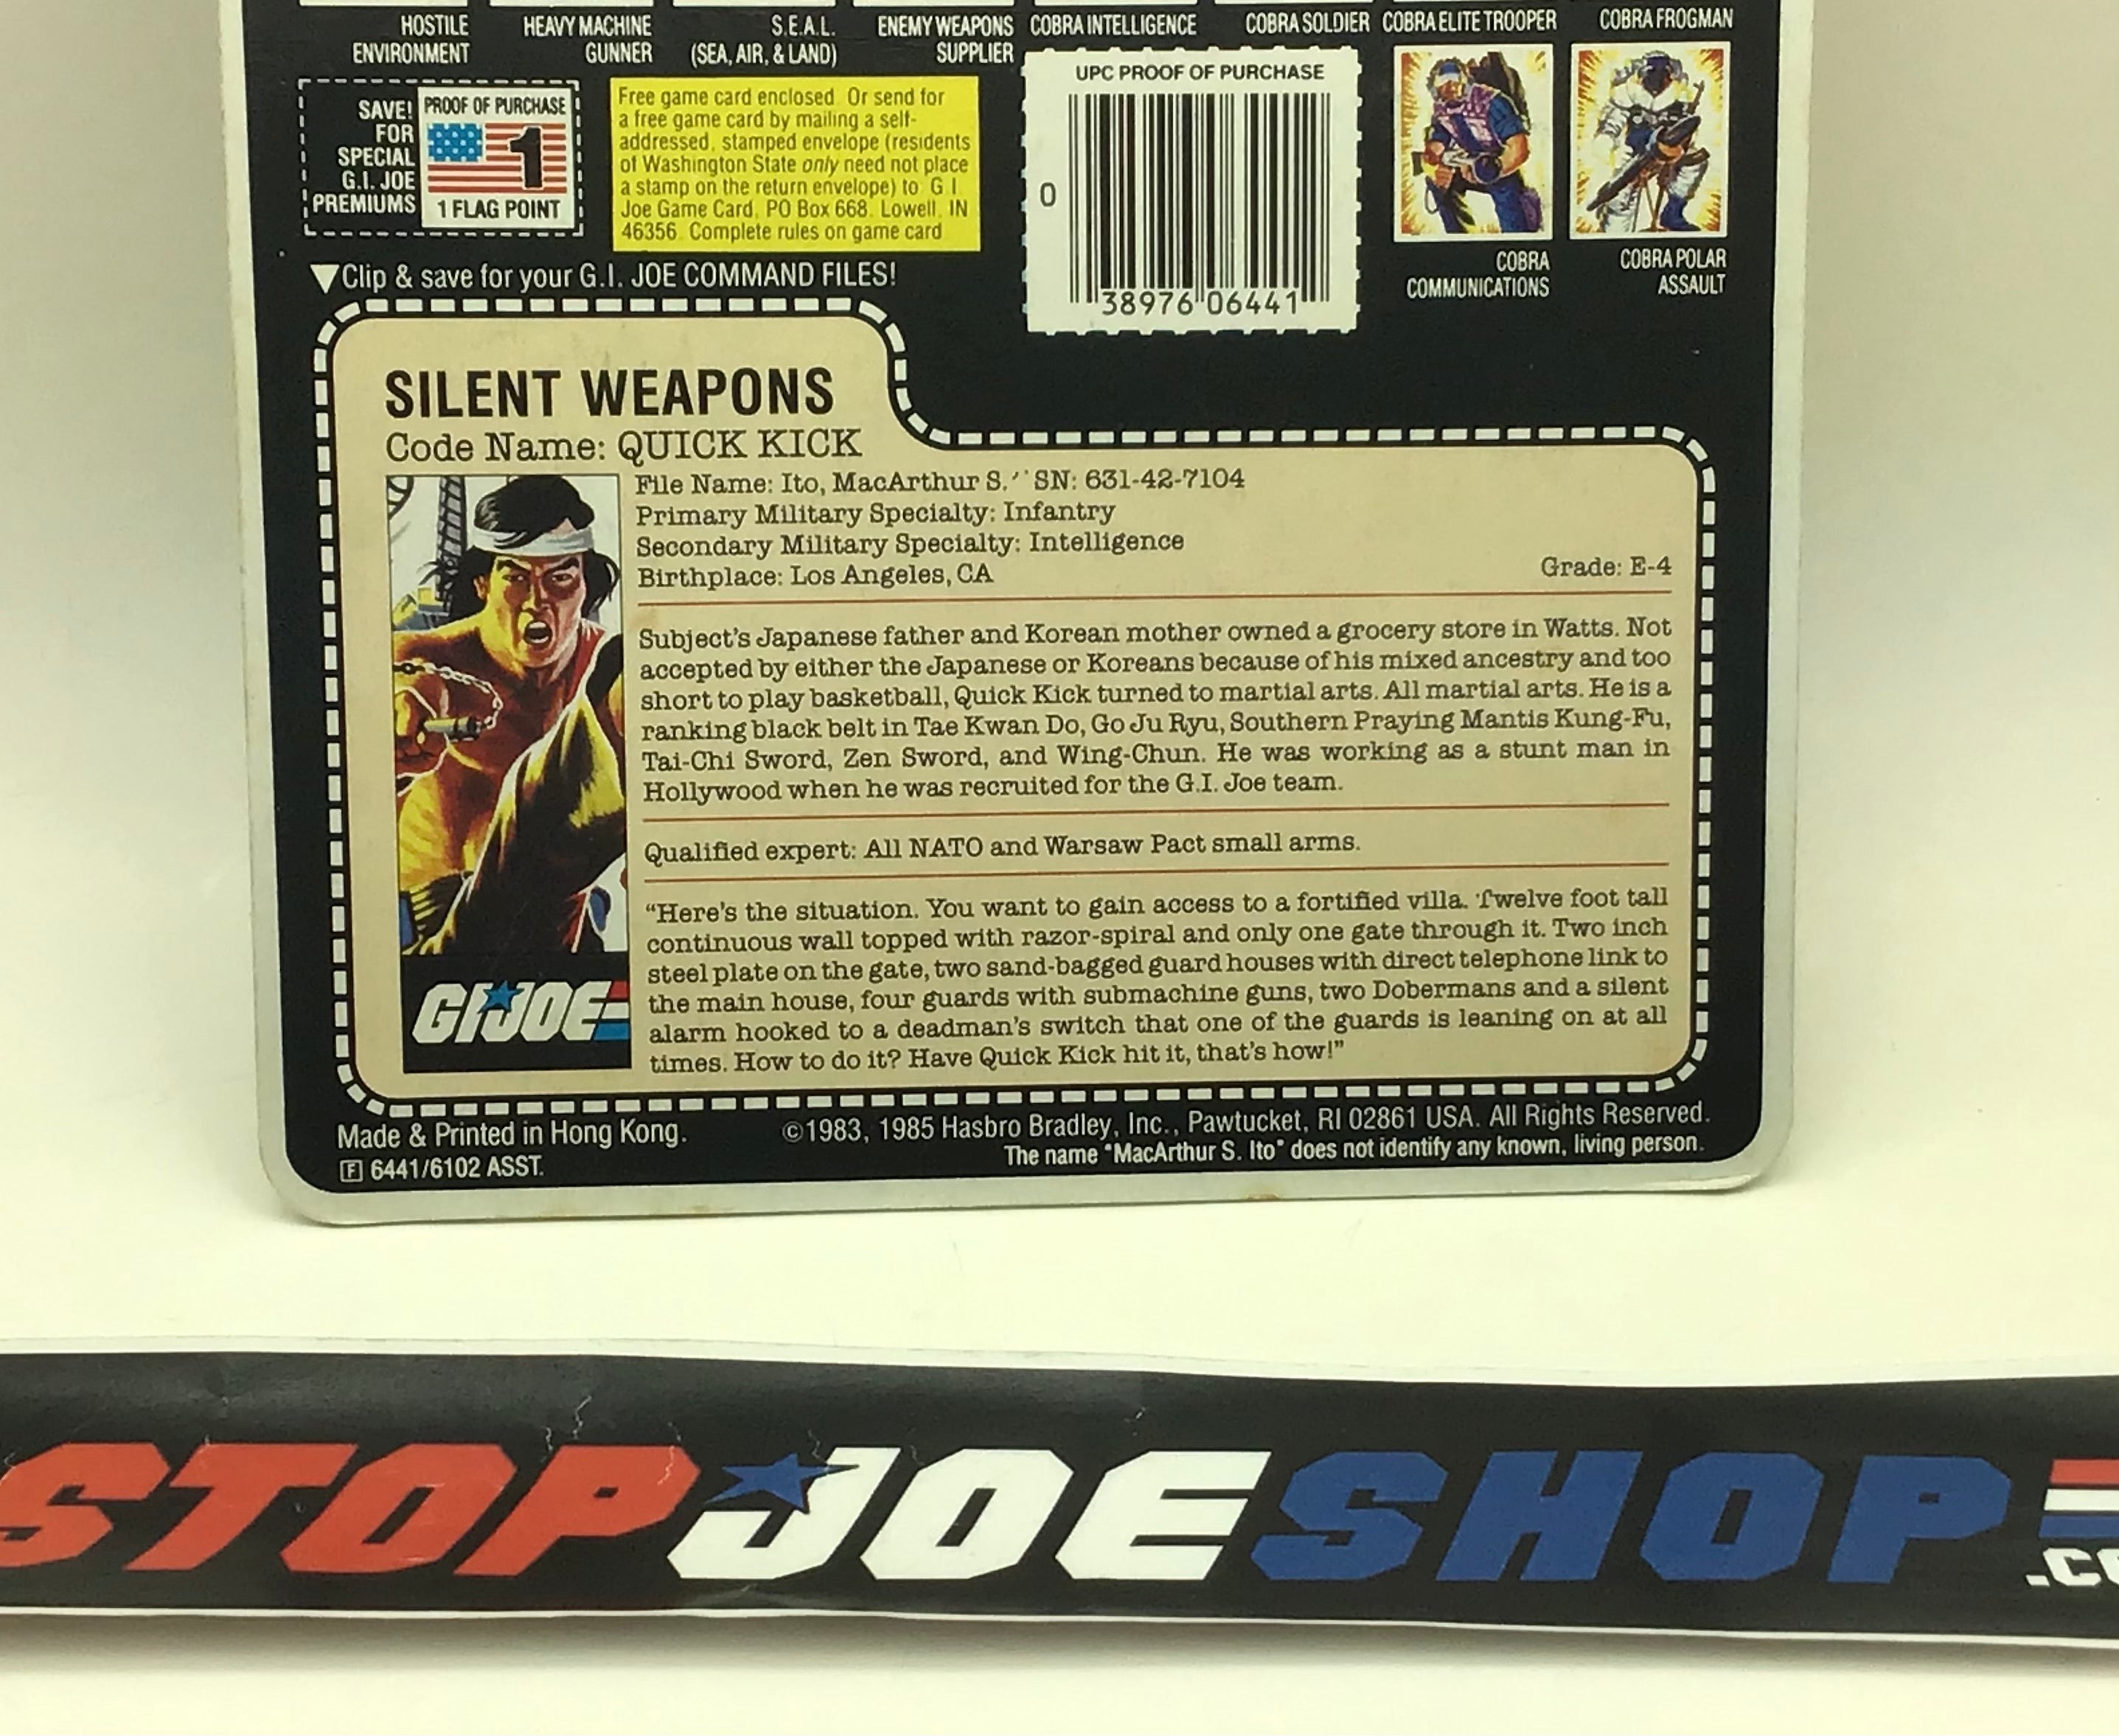 HOSTILE
ENVIRONMENT
HEAVY MACHINE
GUNNER
S.E.A.L.
(SEA, AIR, & LAND)
ENEMY WEAPONS
SUPPLIER
COBRA INTELLIGENCE
COBRA SOLDIER
COBRA ELITE TROOPER
COBRA FROGMAN
SAVE!
FOR
SPECIAL
G.I. JOE
PREMIUMS
PROOF OF PURCHASE
1
1 FLAG POINT
Free game card enclosed. Or send for
a free game card by mailing a self-
addressed, stamped envelope (residents
of Washington State only need not place
a stamp on the return envelope) to G.I.
Joe Game Card, PO Box 668, Lowell, IN
46356. Complete rules on game card
UPC PROOF OF PURCHASE
0
38976 06441
COBRA
COMMUNICATIONS
COBRA POLAR
ASSAULT
▼Clip & save for your G.I. JOE COMMAND FILES!
SILENT WEAPONS
Code Name: QUICK KICK
File Name: Ito, MacArthur S. SN: 631-42-7104
Primary Military Specialty: Infantry
Secondary Military Specialty: Intelligence
Birthplace: Los Angeles, CA Grade: E-4
Subject's Japanese father and Korean mother owned a grocery store in Watts. Not
accepted by either the Japanese or Koreans because of his mixed ancestry and too
short to play basketball, Quick Kick turned to martial arts. All martial arts. He is a
ranking black belt in Tae Kwan Do, Go Ju Ryu, Southern Praying Mantis Kung-Fu,
Tai-Chi Sword, Zen Sword, and Wing-Chun. He was working as a stunt man in
Hollywood when he was recruited for the G.I. Joe team.
Qualified expert: All NATO and Warsaw Pact small arms.
"Here's the situation. You want to gain access to a fortified villa. Twelve foot tall
continuous wall topped with razor-spiral and only one gate through it. Two inch
steel plate on the gate, two sand-bagged guard houses with direct telephone link to
the main house, four guards with submachine guns, two Dobermans and a silent
alarm hooked to a deadman's switch that one of the guards is leaning on at all
times. How to do it? Have Quick Kick hit it, that's how!"
GI JOE
Made & Printed in Hong Kong.
©1983, 1985 Hasbro Bradley, Inc., Pawtucket, RI 02861 USA. All Rights Reserved.
The name "MacArthur S. Ito" does not identify any known, living person.
F 6441/6102 ASST.
STOPJOESHOP